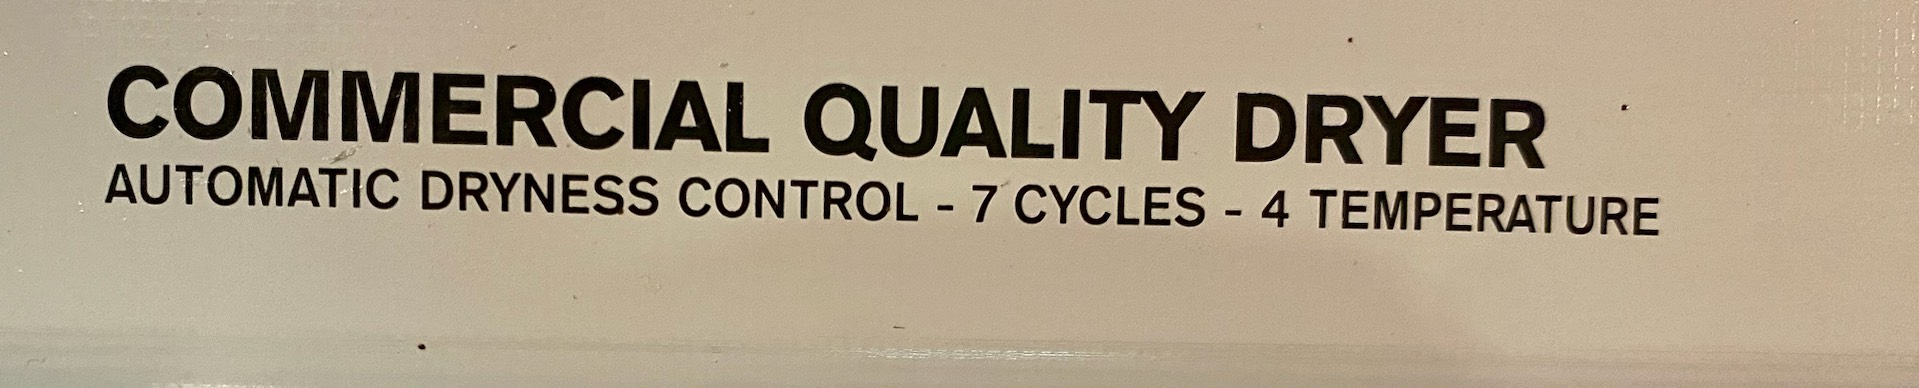 COMMERCIAL QUALITY DRYER
AUTOMATIC DRYNESS CONTROL - 7 CYCLES - 4 TEMPERATURE